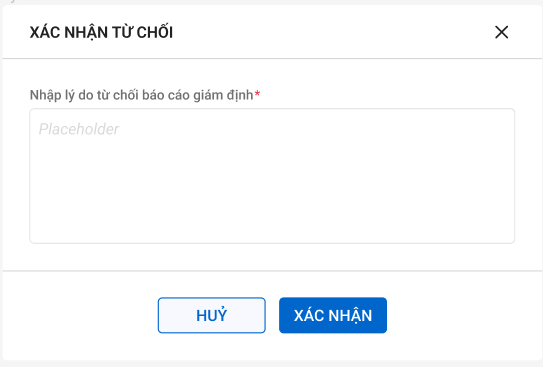 XÁC NHẬN TỪ CHỐI
Nhập lý do từ chối báo cáo giám định*
Placeholder
HUỶ
XÁC NHẬN